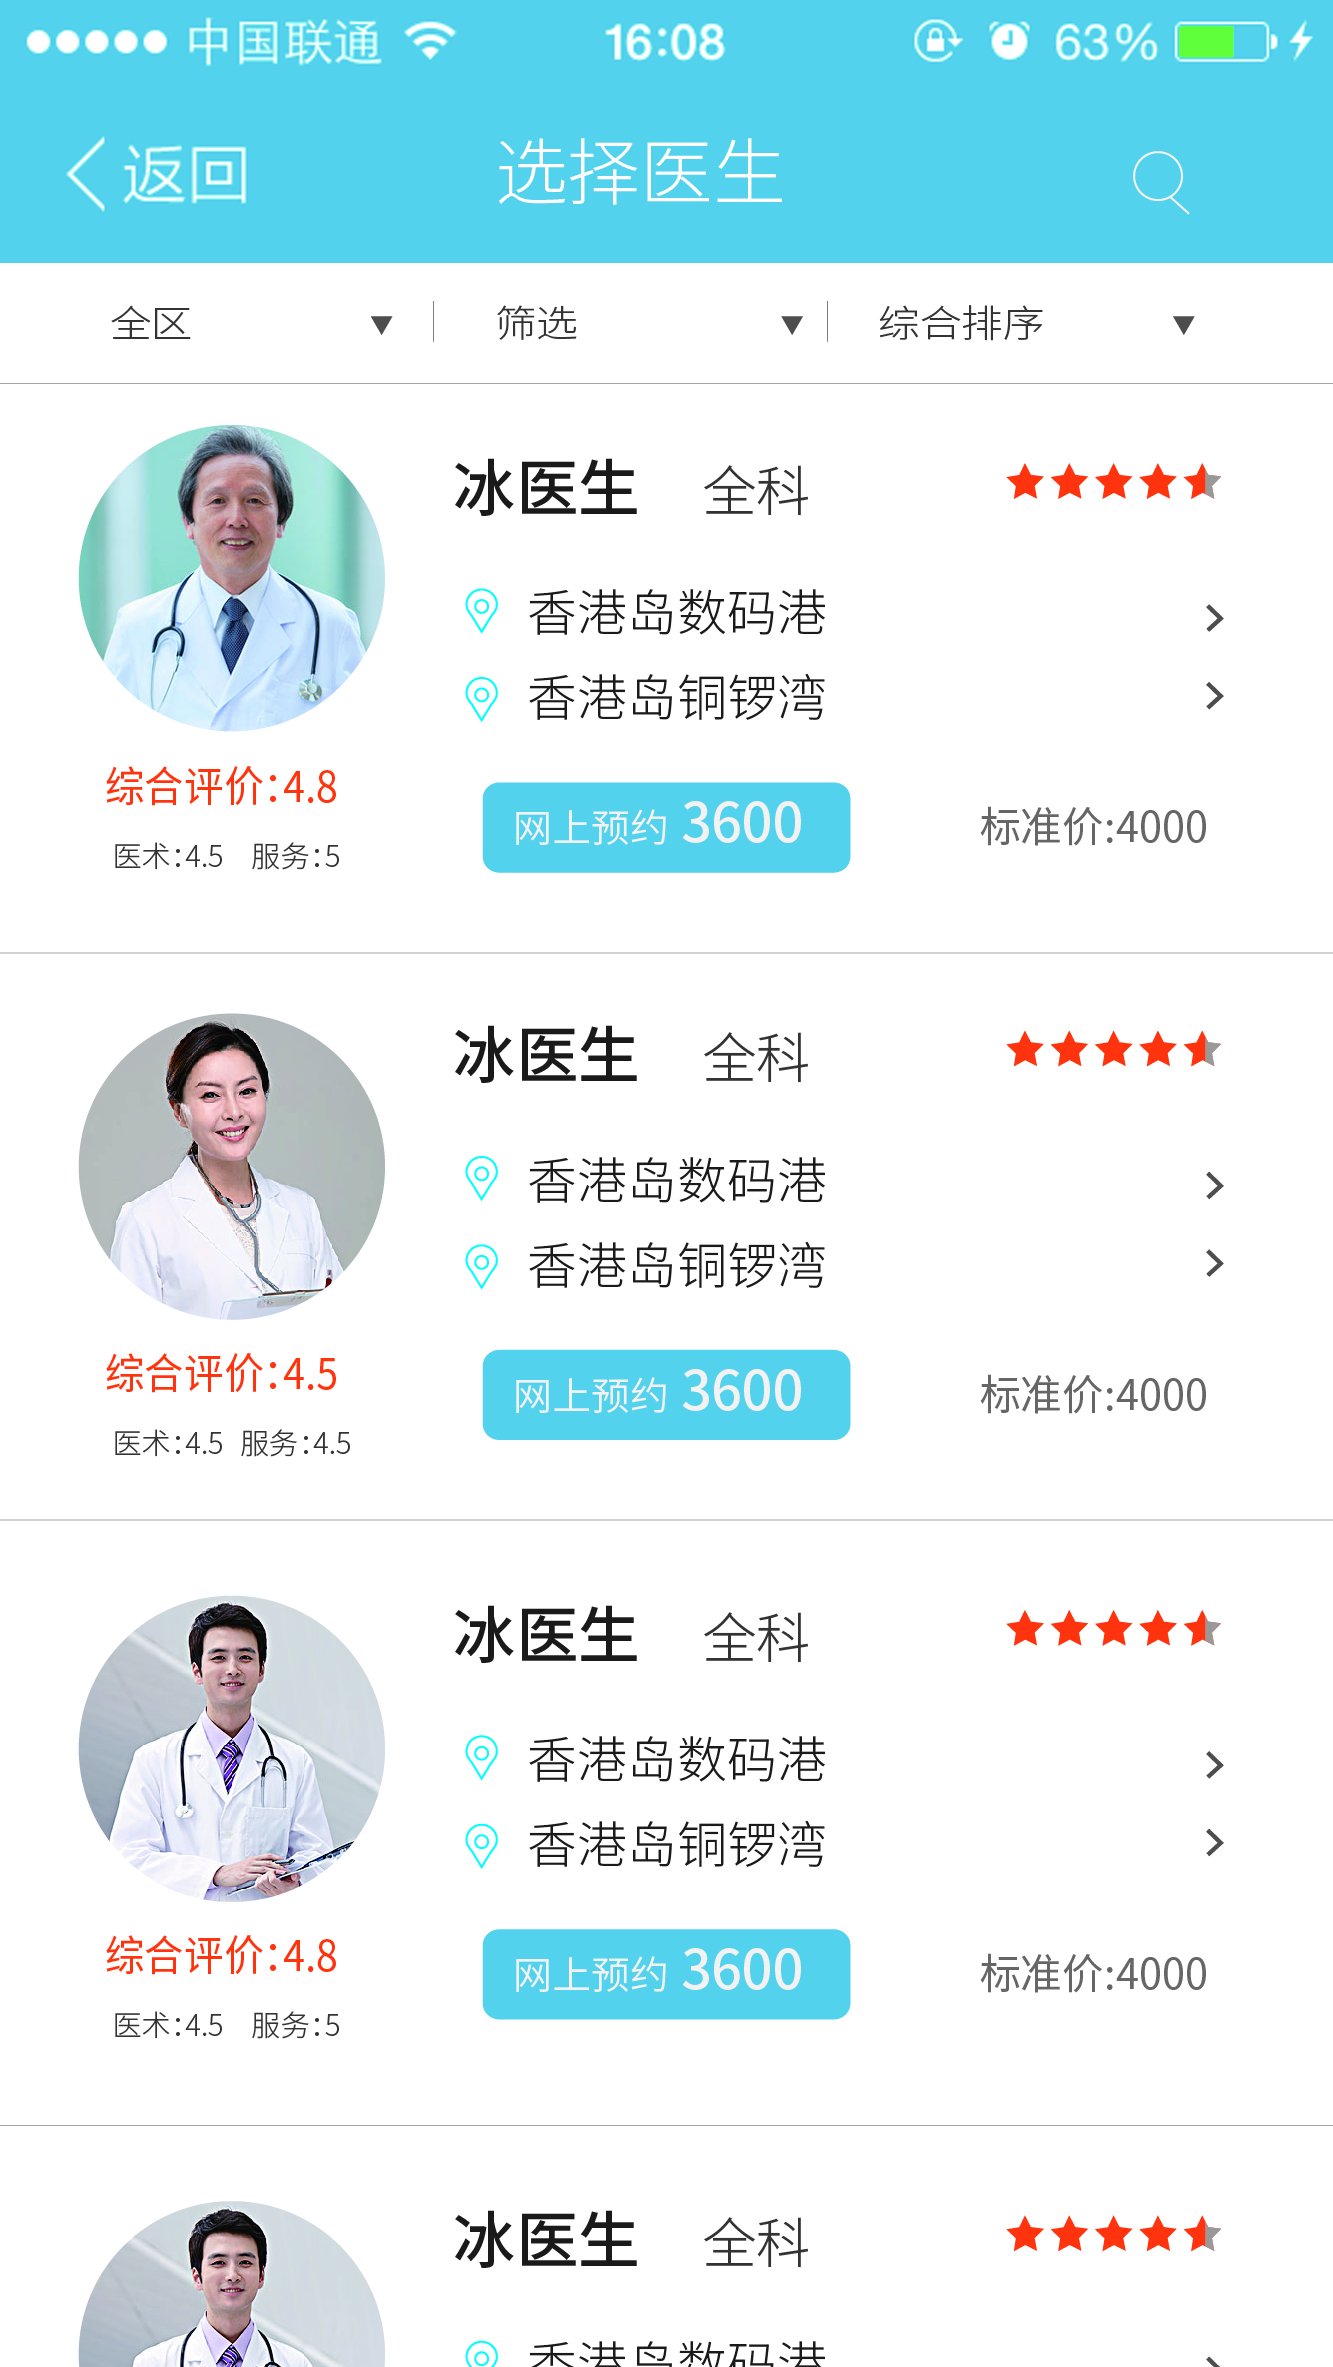 中国联通 16:08 63%
返回 选择医生
全区 ▼ 筛选 ▼ 综合排序 ▼
冰医生 全科
香港岛数码港
香港岛铜锣湾
综合评价:4.8
医术:4.5 服务:5
网上预约 3600 标准价:4000
冰医生 全科
香港岛数码港
香港岛铜锣湾
综合评价:4.5
医术:4.5 服务:4.5
网上预约 3600 标准价:4000
冰医生 全科
香港岛数码港
香港岛铜锣湾
综合评价:4.8
医术:4.5 服务:5
网上预约 3600 标准价:4000
冰医生 全科
香港岛数码港